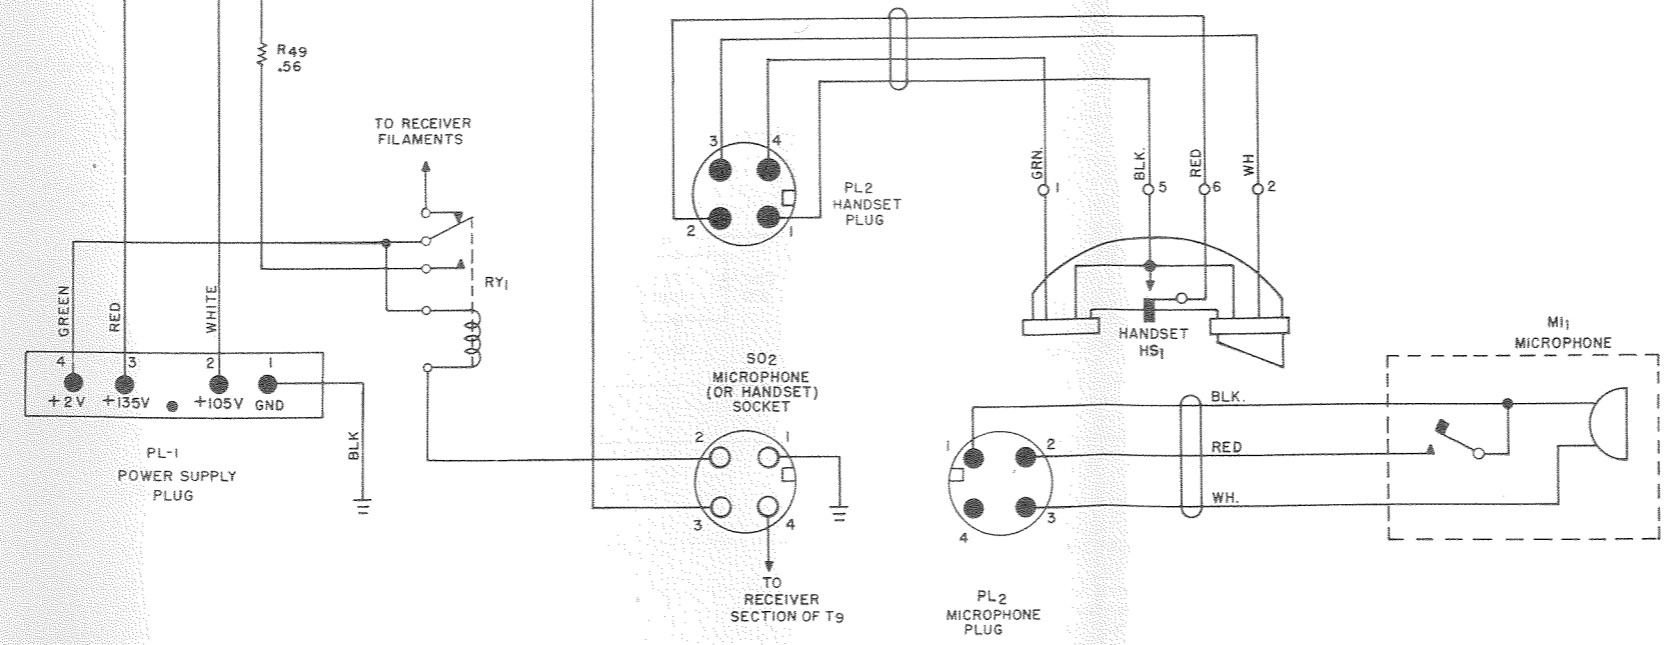 R49
.56
TO RECEIVER
FILAMENTS
RY1
GREEN
RED
WHITE
4
3
2
1
+2V
+135V
+105V
GND
BLK
PL-1
POWER SUPPLY
PLUG
3
4
2
1
PL2
HANDSET
PLUG
GRN.
BLK.
RED
WH
1
5
6
2
HANDSET
HS1
SO2
MICROPHONE
(OR HANDSET)
SOCKET
2
1
3
4
TO
RECEIVER
SECTION OF T9
1
2
4
3
PL2
MICROPHONE
PLUG
BLK.
RED
WH.
MI1
MICROPHONE